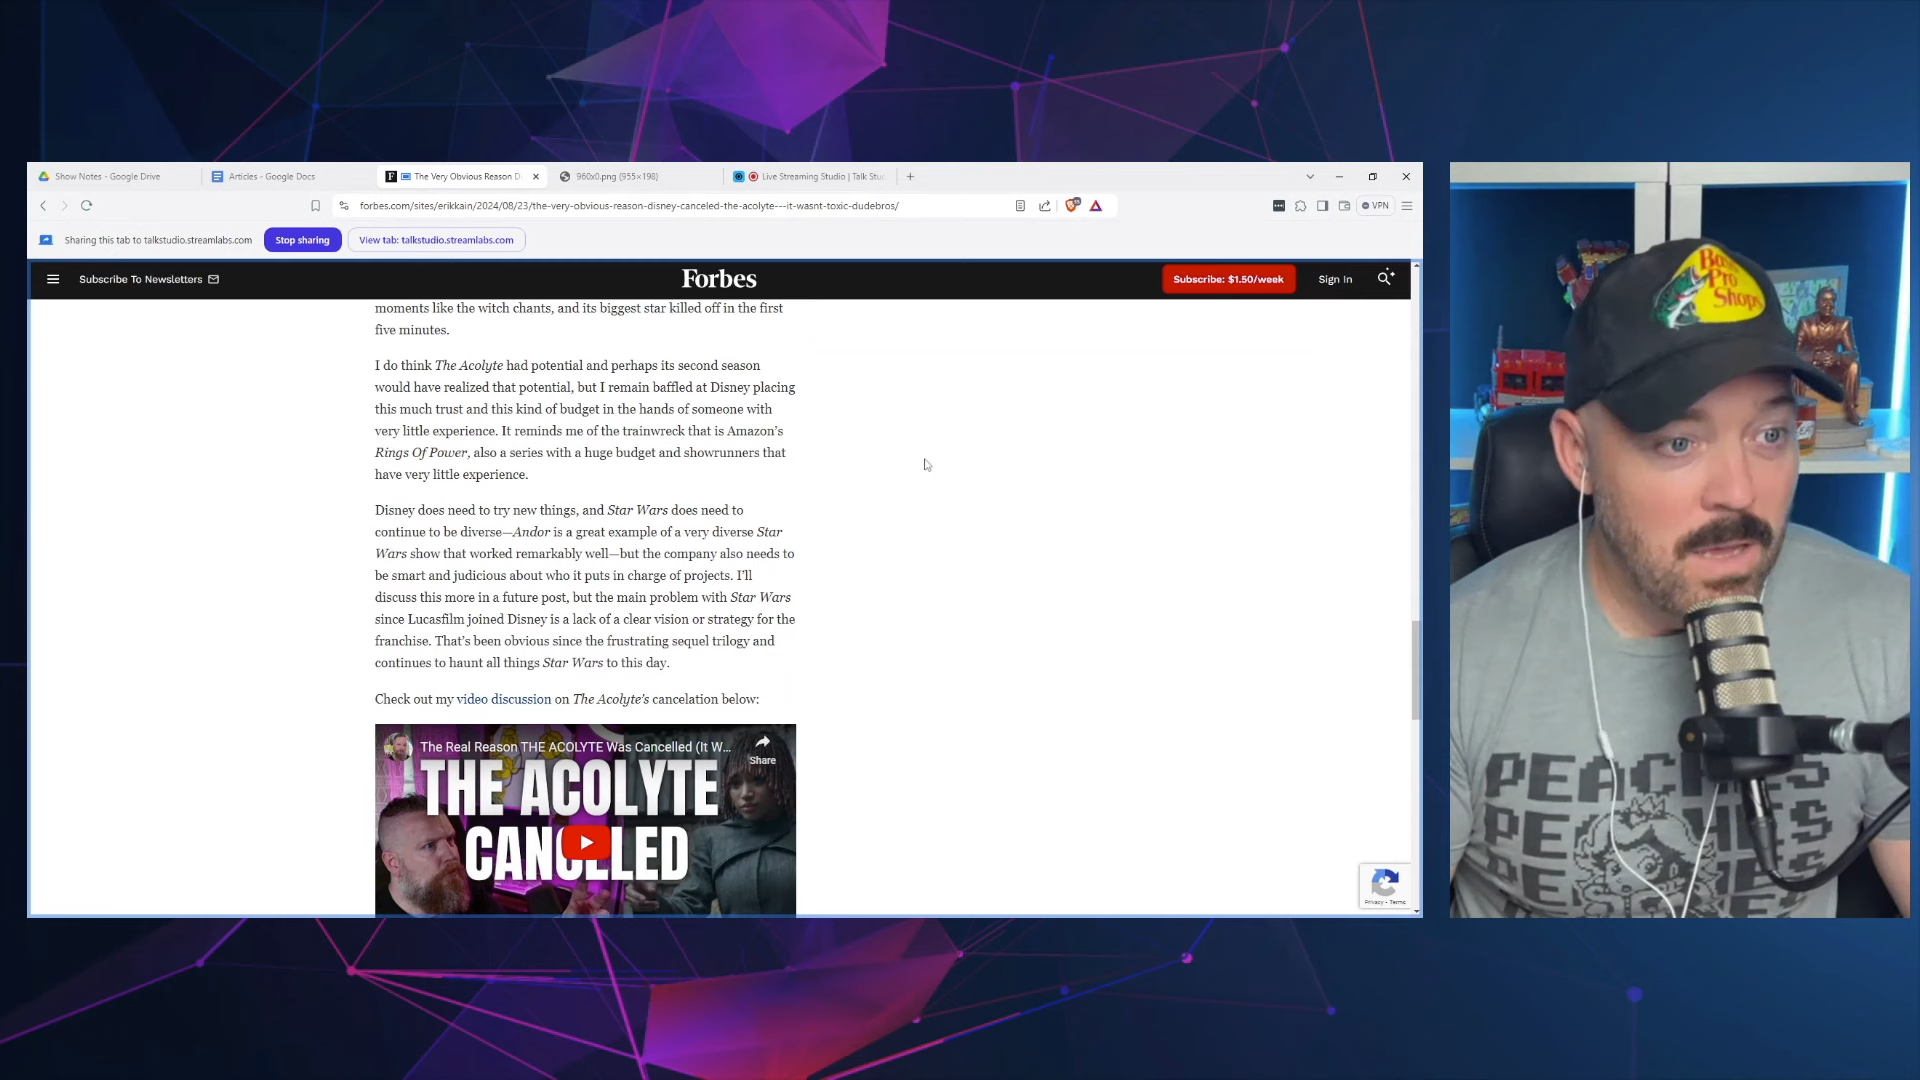 Show Notes - Google Drive
Articles - Google Docs
The Very Obvious Reason D
960x0.png (955×198)
Live Streaming Studio | Talk Stu
forbes.com/sites/erikkain/2024/08/23/the-very-obvious-reason-disney-canceled-the-acolyte---it-wasnt-toxic-dudebros/
VPN
Sharing this tab to talkstudio.streamlabs.com
Stop sharing
View tab: talkstudio.streamlabs.com
Subscribe To Newsletters
Forbes
Subscribe: $1.50/week
Sign In
moments like the witch chants, and its biggest star killed off in the first
five minutes.
I do think The Acolyte had potential and perhaps its second season
would have realized that potential, but I remain baffled at Disney placing
this much trust and this kind of budget in the hands of someone with
very little experience. It reminds me of the trainwreck that is Amazon's
Rings Of Power, also a series with a huge budget and showrunners that
have very little experience.
Disney does need to try new things, and Star Wars does need to
continue to be diverse—Andor is a great example of a very diverse Star
Wars show that worked remarkably well—but the company also needs to
be smart and judicious about who it puts in charge of projects. I'll
discuss this more in a future post, but the main problem with Star Wars
since Lucasfilm joined Disney is a lack of a clear vision or strategy for the
franchise. That's been obvious since the frustrating sequel trilogy and
continues to haunt all things Star Wars to this day.
Check out my video discussion on The Acolyte's cancelation below:
The Real Reason THE ACOLYTE Was Cancelled (It W...
Share
THE ACOLYTE
CANCELLED
Privacy - Terms
Bass
Pro
Shops
PEACHES